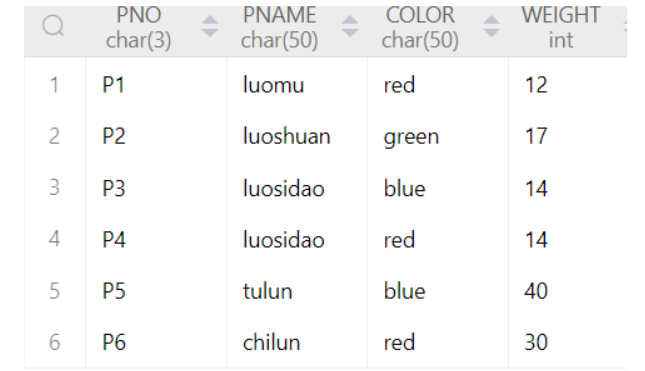 PNO PNAME COLOR WEIGHT
char(3) char(50) char(50) int
1 P1 luomu red 12
2 P2 luoshuan green 17
3 P3 luosidao blue 14
4 P4 luosidao red 14
5 P5 tulun blue 40
6 P6 chilun red 30